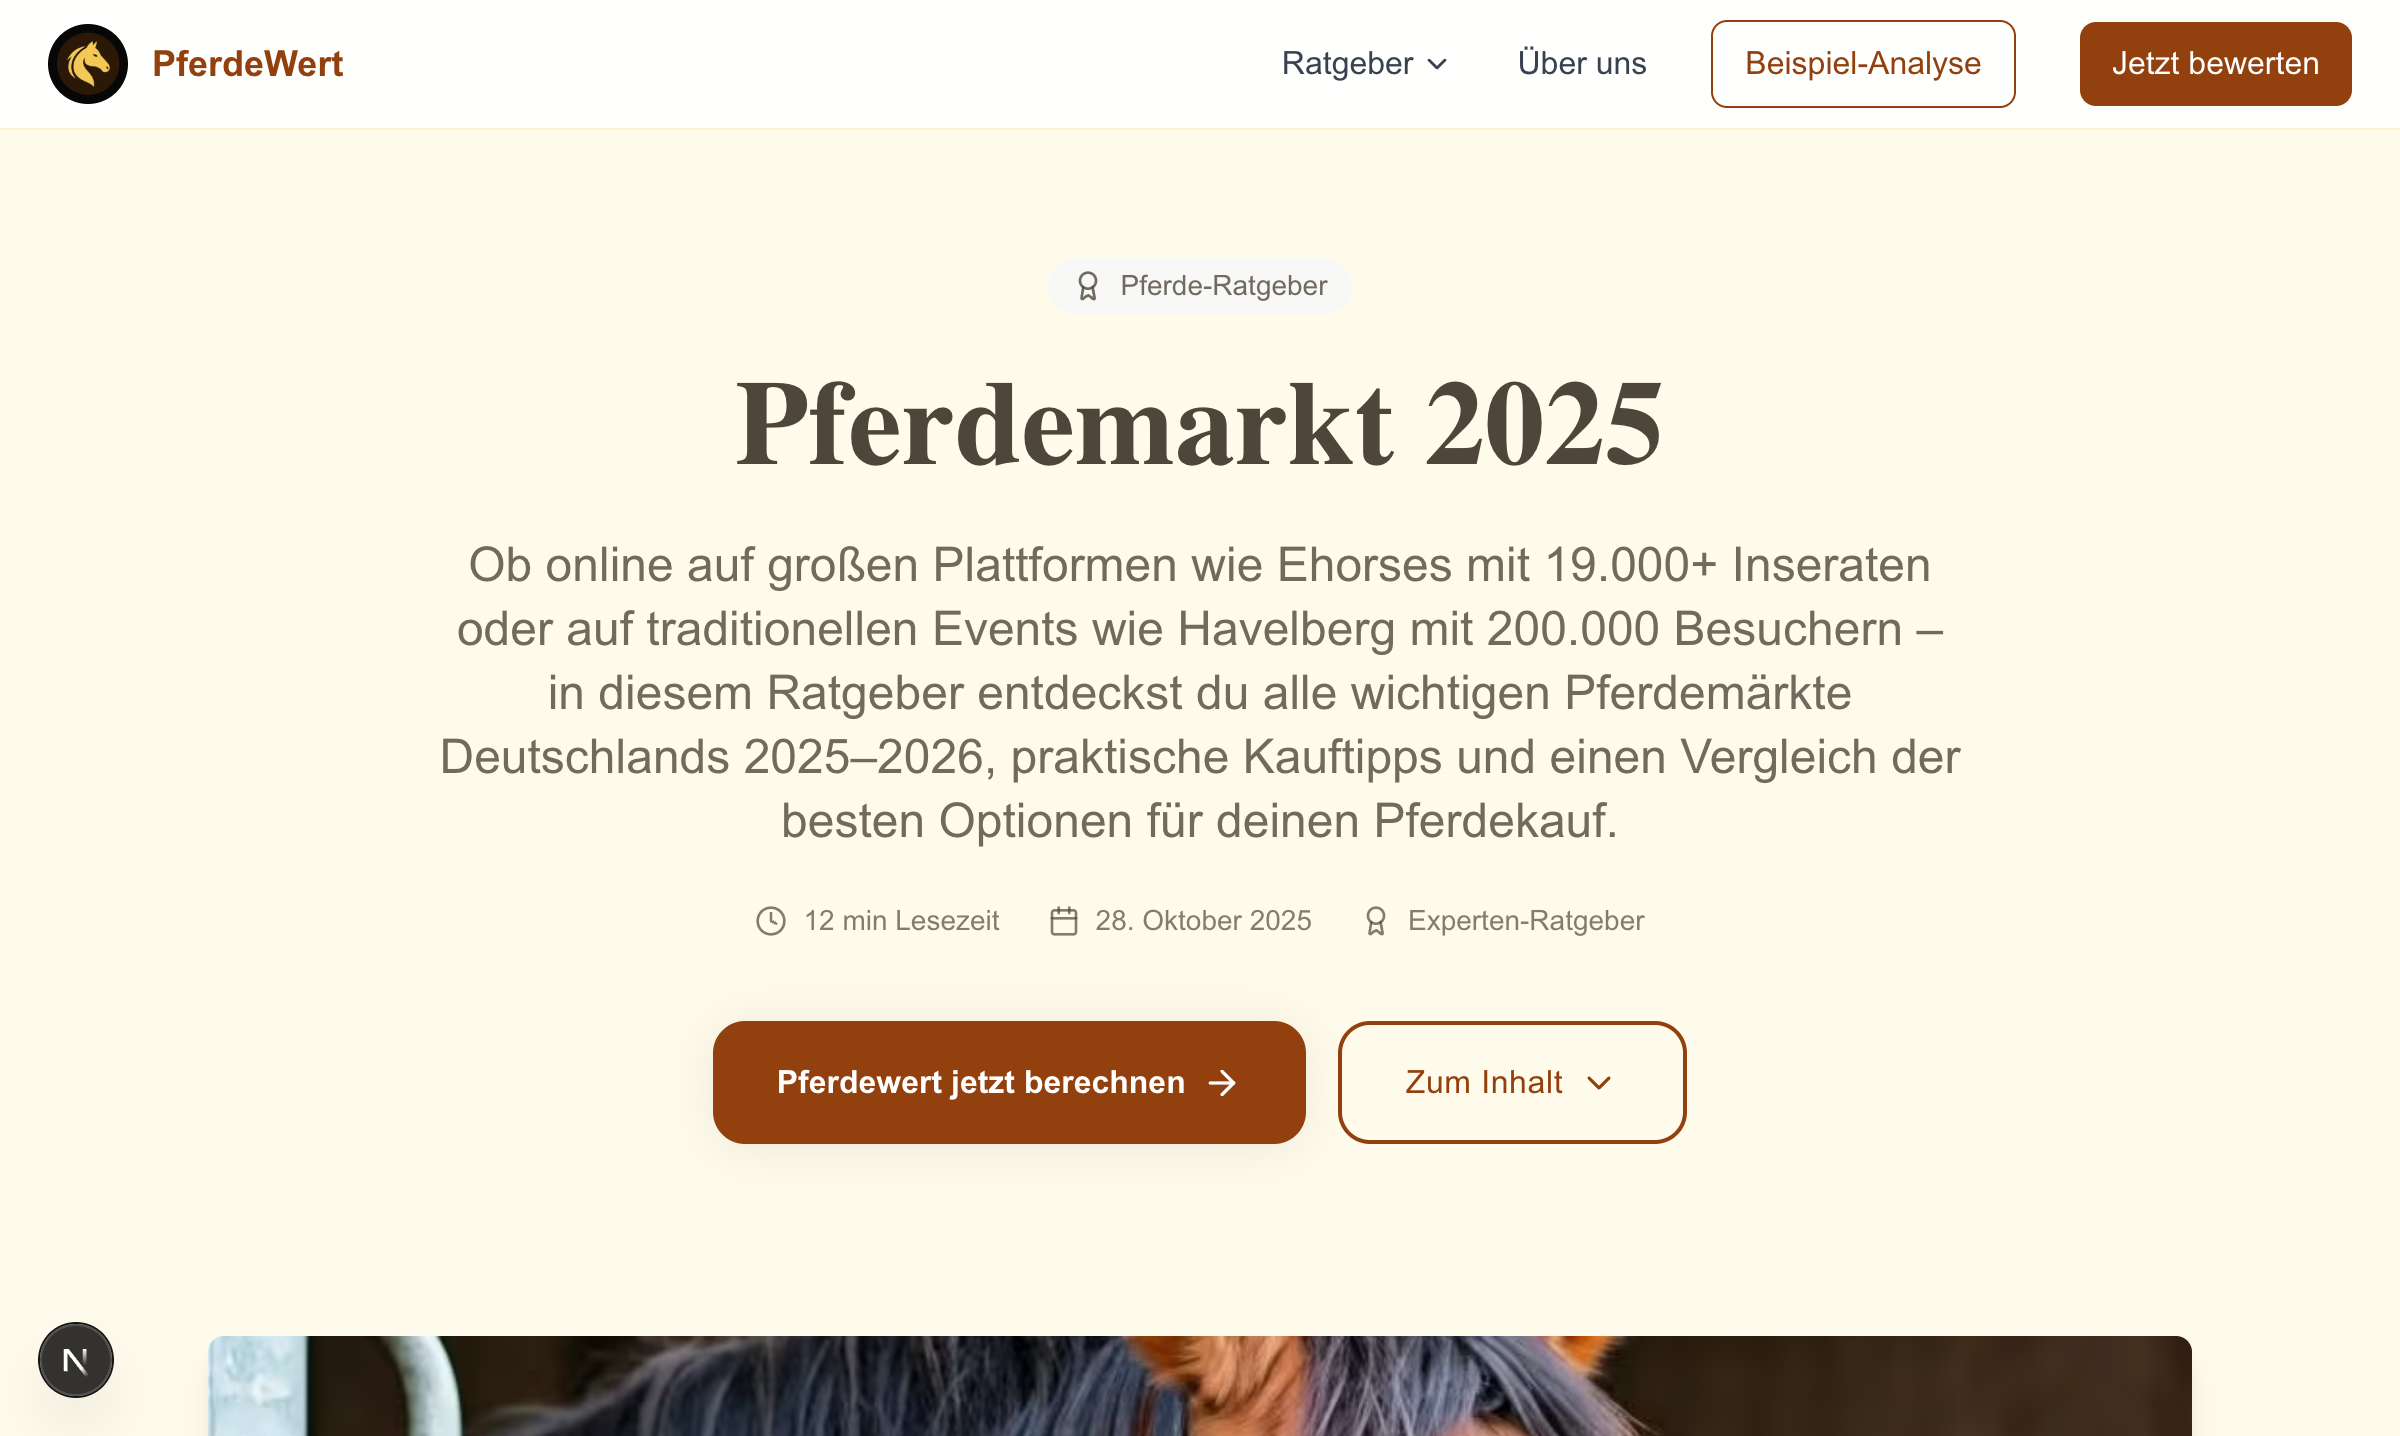 PferdeWert
Ratgeber
Über uns
Beispiel-Analyse
Jetzt bewerten
Pferde-Ratgeber
Pferdemarkt 2025
Ob online auf großen Plattformen wie Ehorses mit 19.000+ Inseraten
oder auf traditionellen Events wie Havelberg mit 200.000 Besuchern –
in diesem Ratgeber entdeckst du alle wichtigen Pferdemärkte
Deutschlands 2025–2026, praktische Kauftipps und einen Vergleich der
besten Optionen für deinen Pferdekauf.
12 min Lesezeit
28. Oktober 2025
Experten-Ratgeber
Pferdewert jetzt berechnen
Zum Inhalt
N